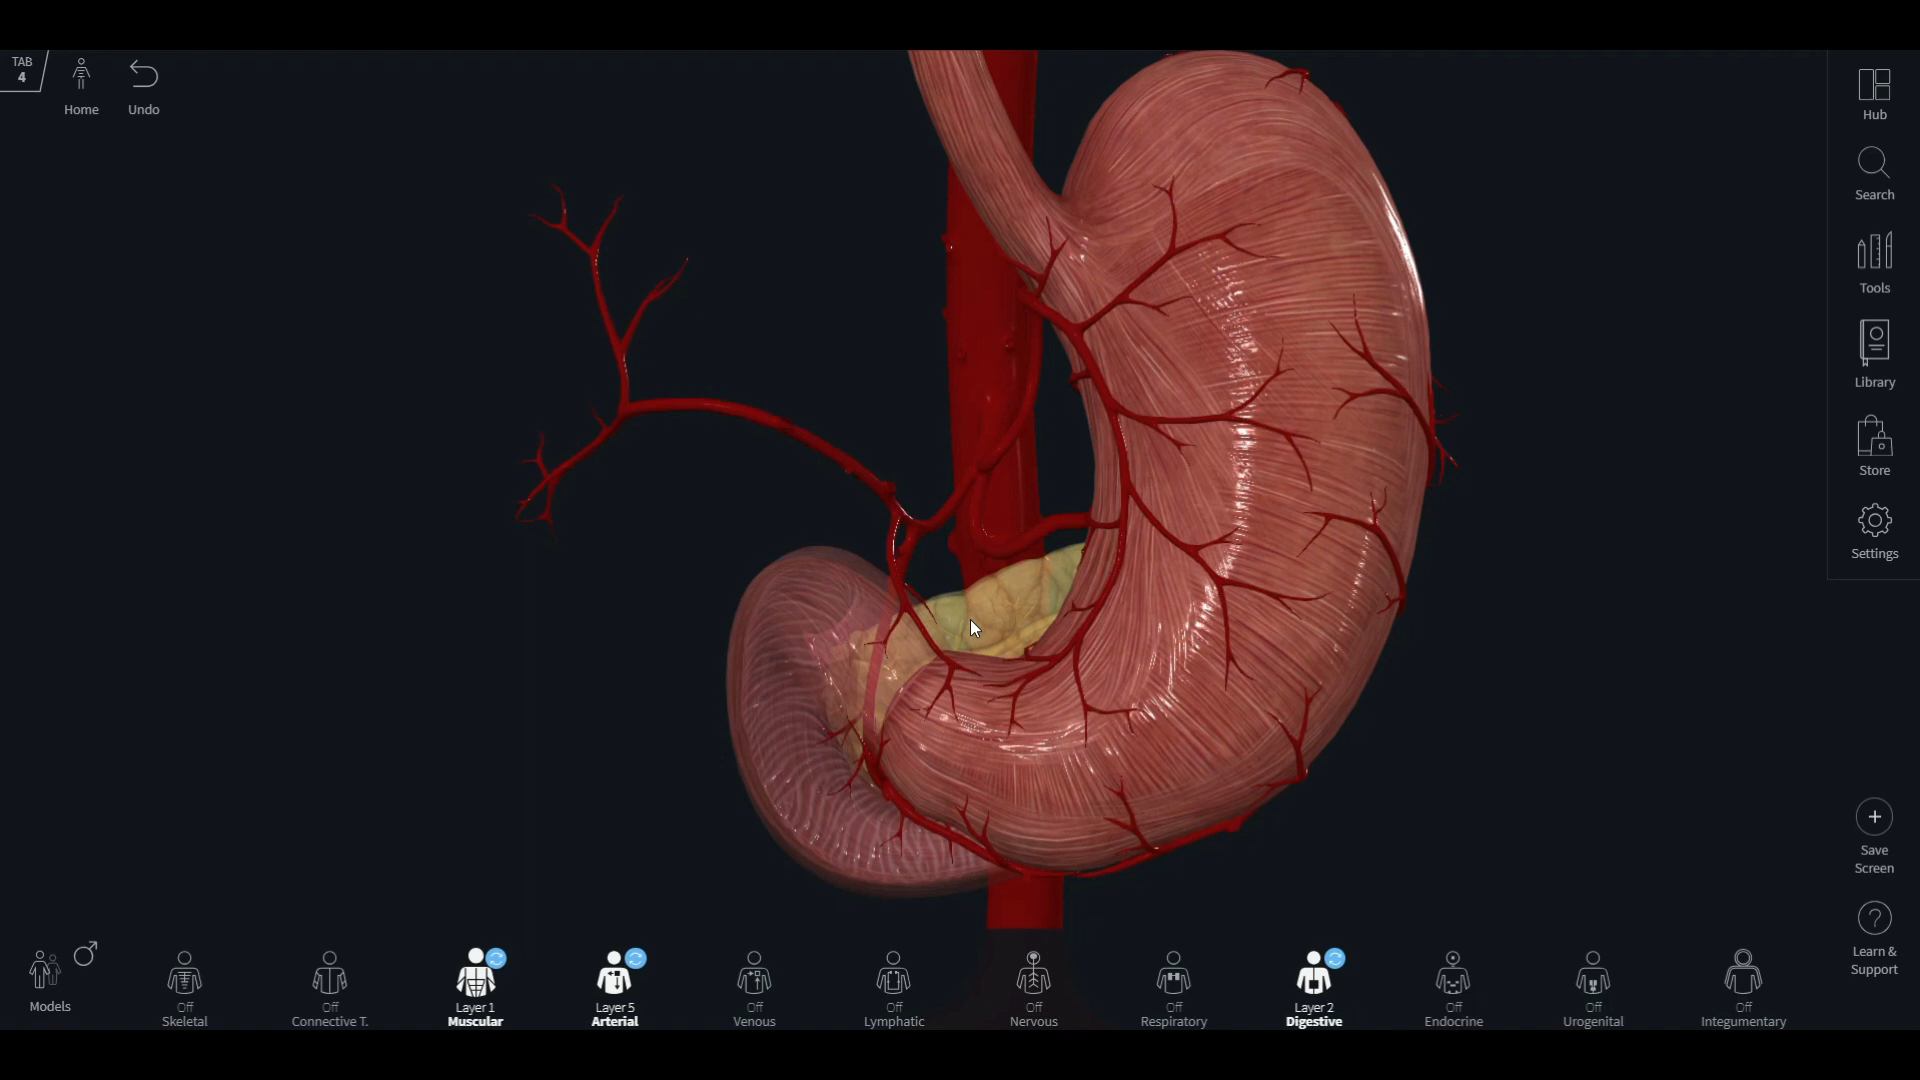 TAB
4
Home
Undo
Hub
Search
Tools
Library
Store
Settings
Save
Screen
Learn &
Support
Models
Off
Skeletal
Off
Connective T.
Layer 1
Muscular
Layer 5
Arterial
Off
Venous
Off
Lymphatic
Off
Nervous
Off
Respiratory
Layer 2
Digestive
Off
Endocrine
Off
Urogenital
Off
Integumentary